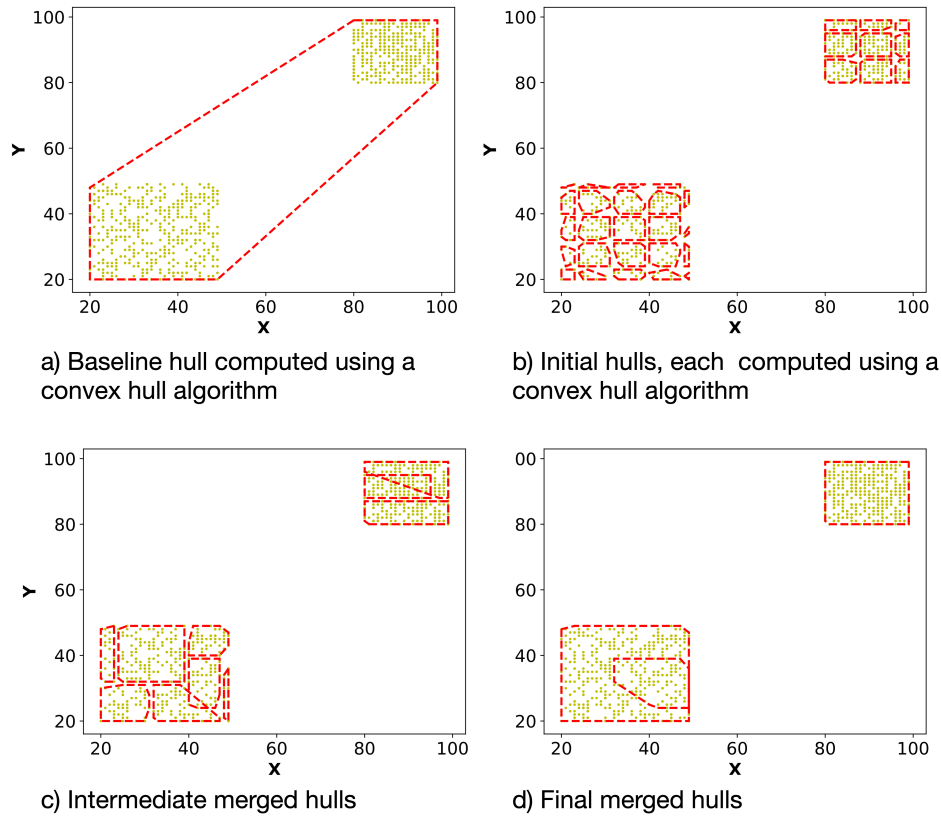 100
80
60
40
20
Y
20 40 60 80 100
X
a) Baseline hull computed using a
convex hull algorithm
100
80
60
40
20
Y
20 40 60 80 100
X
b) Initial hulls, each  computed using a
convex hull algorithm
100
80
60
40
20
Y
20 40 60 80 100
X
c) Intermediate merged hulls
00
80
60
40
20
20 40 60 80 100
X
d) Final merged hulls